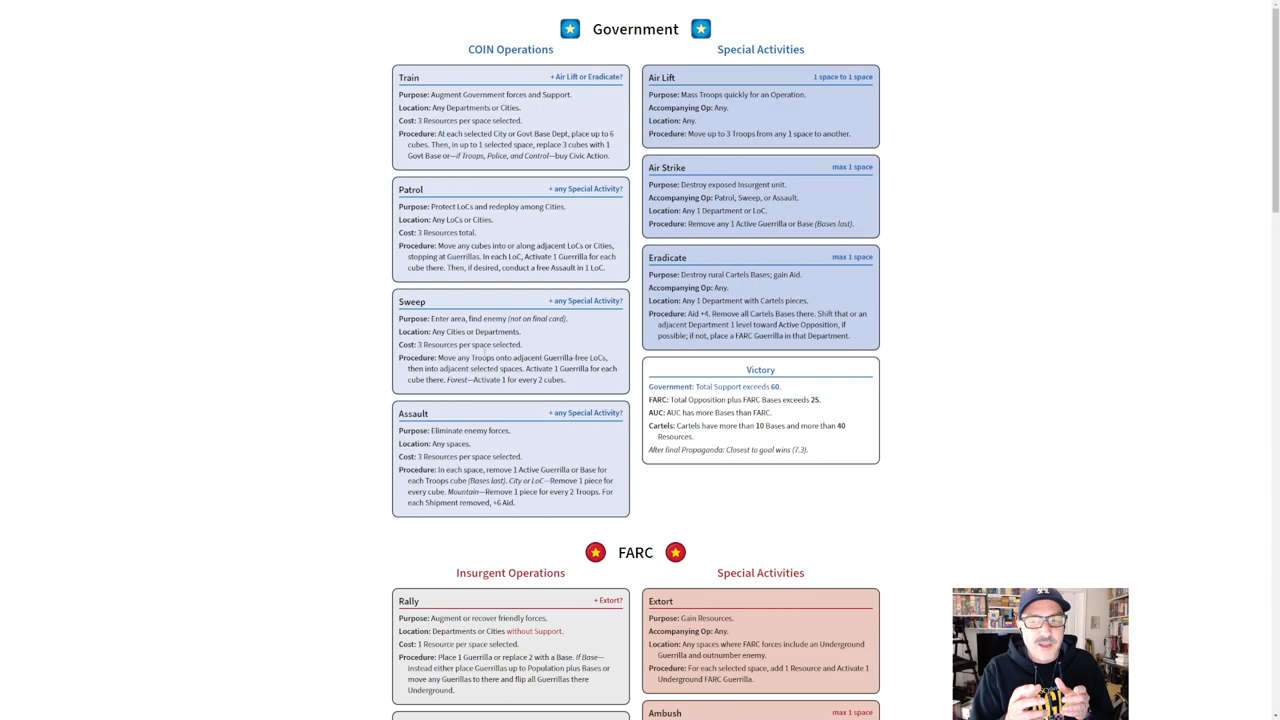 Government
COIN Operations
Train + Air Lift or Eradicate?
Purpose: Augment Government forces and Support.
Location: Any Departments or Cities.
Cost: 3 Resources per space selected.
Procedure: At each selected City or Govt Base Dept, place up to 6
cubes. Then, in up to 1 selected space, replace 3 cubes with 1
Govt Base or—if Troops, Police, and Control—buy Civic Action.
Patrol + any Special Activity?
Purpose: Protect LoCs and redeploy among Cities.
Location: Any LoCs or Cities.
Cost: 3 Resources total.
Procedure: Move any cubes into or along adjacent LoCs or Cities,
stopping at Guerrillas. In each LoC, Activate 1 Guerrilla for each
cube there. Then, if desired, conduct a free Assault in 1 LoC.
Sweep + any Special Activity?
Purpose: Enter area, find enemy (not on final card).
Location: Any Cities or Departments.
Cost: 3 Resources per space selected.
Procedure: Move any Troops onto adjacent Guerrilla-free LoCs,
then into adjacent selected spaces. Activate 1 Guerrilla for each
cube there. Forest—Activate 1 for every 2 cubes.
Assault + any Special Activity?
Purpose: Eliminate enemy forces.
Location: Any spaces.
Cost: 3 Resources per space selected.
Procedure: In each space, remove 1 Active Guerrilla or Base for
each Troops cube (Bases last). City or LoC—Remove 1 piece for
every cube. Mountain—Remove 1 piece for every 2 Troops. For
each Shipment removed, +6 Aid.
Special Activities
Air Lift 1 space to 1 space
Purpose: Mass Troops quickly for an Operation.
Accompanying Op: Any.
Location: Any.
Procedure: Move up to 3 Troops from any 1 space to another.
Air Strike max 1 space
Purpose: Destroy exposed Insurgent unit.
Accompanying Op: Patrol, Sweep, or Assault.
Location: Any 1 Department or LoC.
Procedure: Remove any 1 Active Guerrilla or Base (Bases last).
Eradicate max 1 space
Purpose: Destroy rural Cartels Bases; gain Aid.
Accompanying Op: Any.
Location: Any 1 Department with Cartels pieces.
Procedure: Aid +4. Remove all Cartels Bases there. Shift that or an
adjacent Department 1 level toward Active Opposition, if
possible; if not, place a FARC Guerrilla in that Department.
Victory
Government: Total Support exceeds 60.
FARC: Total Opposition plus FARC Bases exceeds 25.
AUC: AUC has more Bases than FARC.
Cartels: Cartels have more than 10 Bases and more than 40
Resources.
After final Propaganda: Closest to goal wins (7.3).
FARC
Insurgent Operations
Rally + Extort?
Purpose: Augment or recover friendly forces.
Location: Departments or Cities without Support.
Cost: 1 Resource per space selected.
Procedure: Place 1 Guerrilla or replace 2 with a Base. If Base—
instead either place Guerrillas up to Population plus Bases or
move any Guerillas to there and flip all Guerrillas there
Underground.
Special Activities
Extort
Purpose: Gain Resources.
Accompanying Op: Any.
Location: Any spaces where FARC forces include an Underground
Guerrilla and outnumber enemy.
Procedure: For each selected space, add 1 Resource and Activate 1
Underground FARC Guerrilla.
Ambush max 1 space